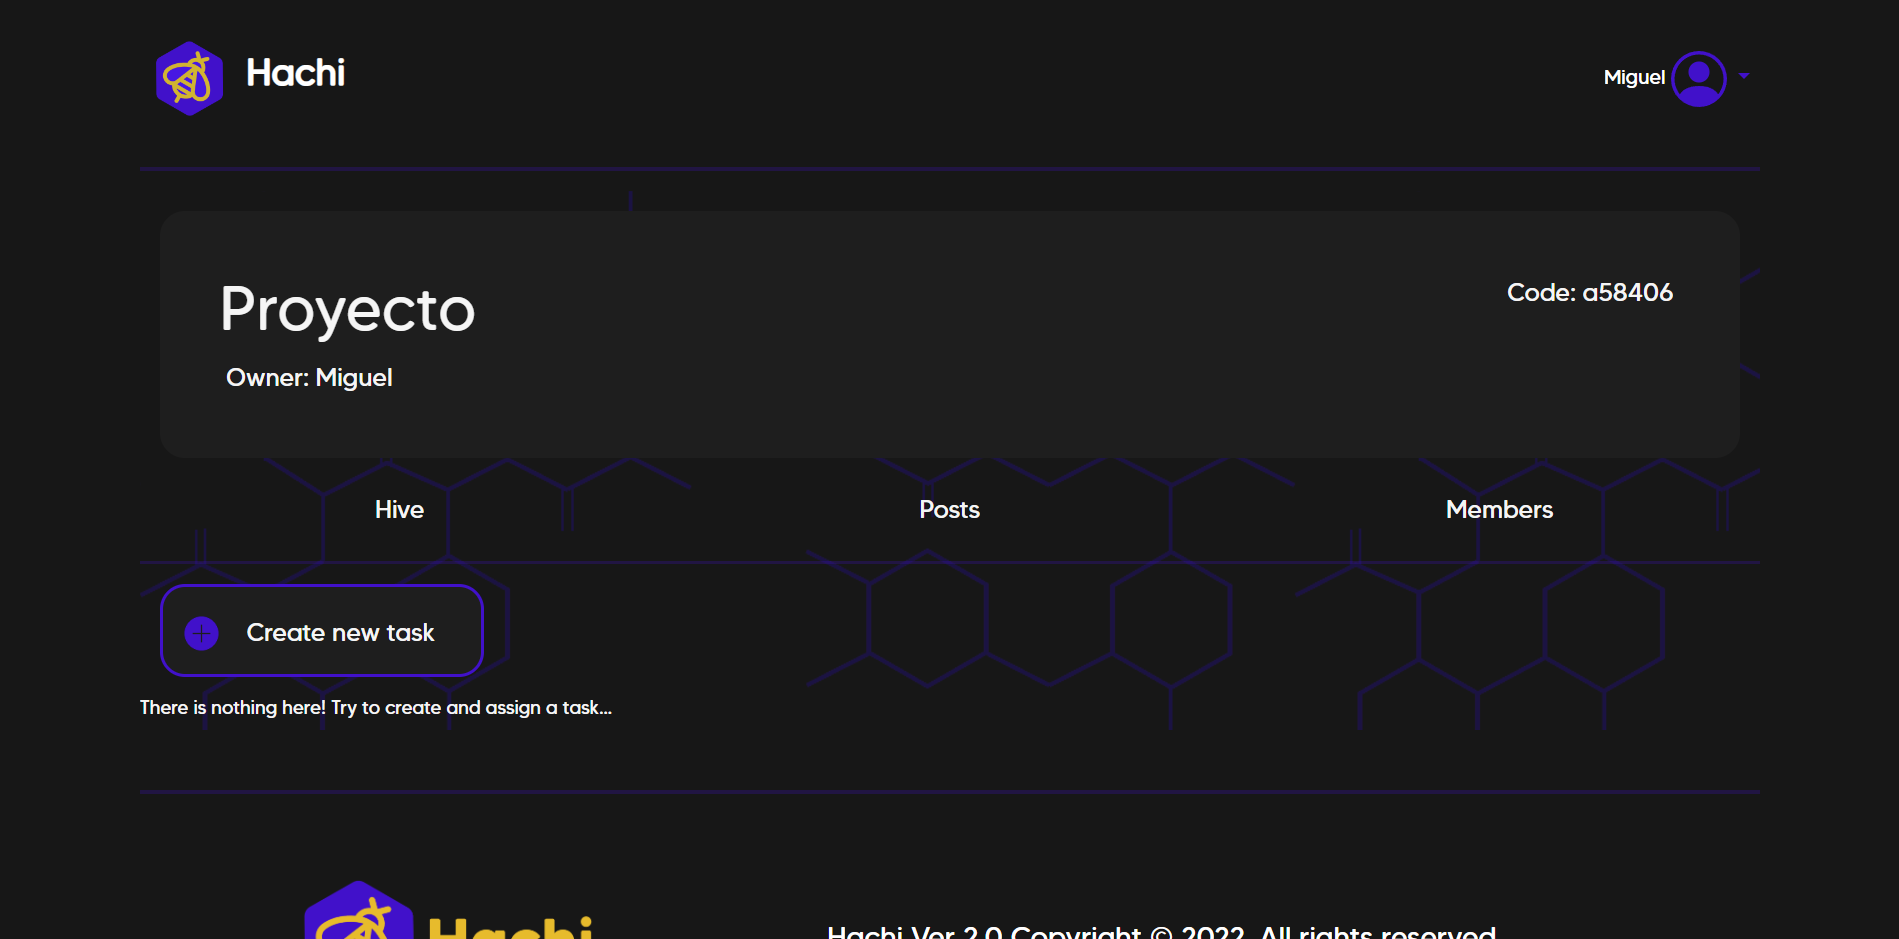 Hachi
Miguel
Proyecto
Code: a58406
Owner: Miguel
Hive
Posts
Members
Create new task
There is nothing here! Try to create and assign a task...
Hachi
Hachi Ver 2.0 Copyright © 2022. All rights reserved